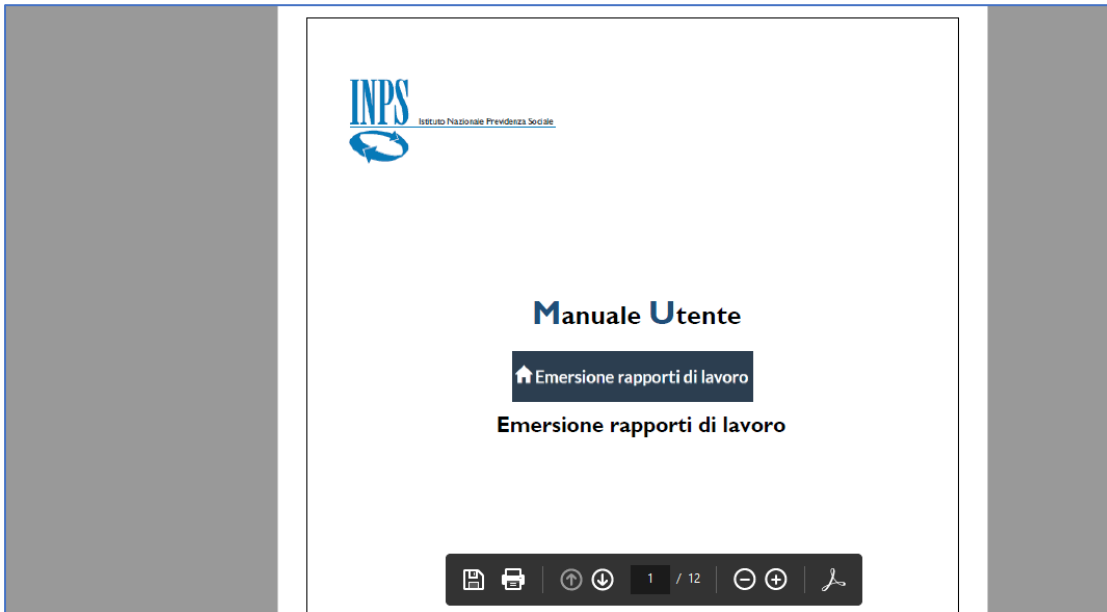 INPS
Istituto Nazionale Previdenza Sociale
Manuale Utente
Emersione rapporti di lavoro
Emersione rapporti di lavoro
1 / 12